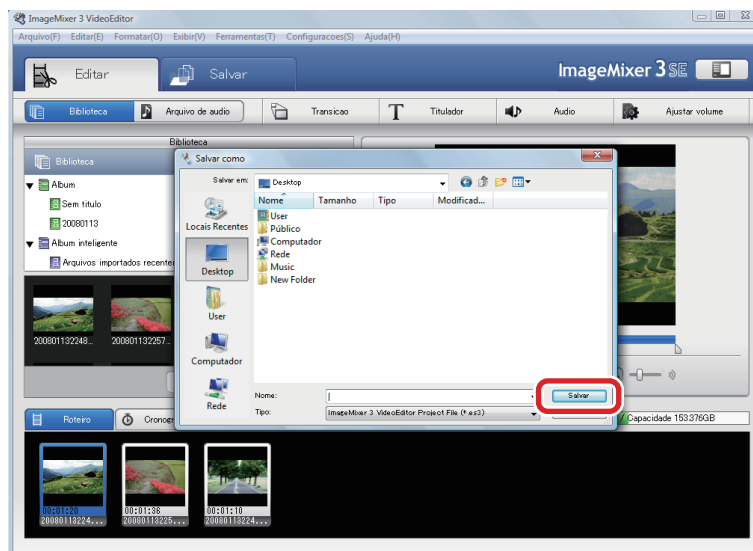 ImageMixer 3 VideoEditor
Arquivo(F) Editar(E) Formatar(O) Exibir(V) Ferramentas(T) Configuracoes(S) Ajuda(H)
Editar Salvar ImageMixer 3 SE
Biblioteca Arquivo de audio Transicao T Titulador Audio Ajustar volume
Biblioteca
Biblioteca
Album
Sem titulo
20080113
Album inteligente
Arquivos importados recente
200801132248... 200801132257...
Salvar como
Salvar em: Desktop
Nome Tamanho Tipo Modificad...
Locais Recentes
Desktop
User
Computador
Rede
User
Público
Computador
Rede
Music
New Folder
Nome:
Salvar
Tipo: ImageMixer 3 VideoEditor Project File (*.es3)
Roteiro Cronogr
Capacidade 153.376GB
00:01:20 00:01:36 00:01:10
20080113224... 20080113225... 20080113224...